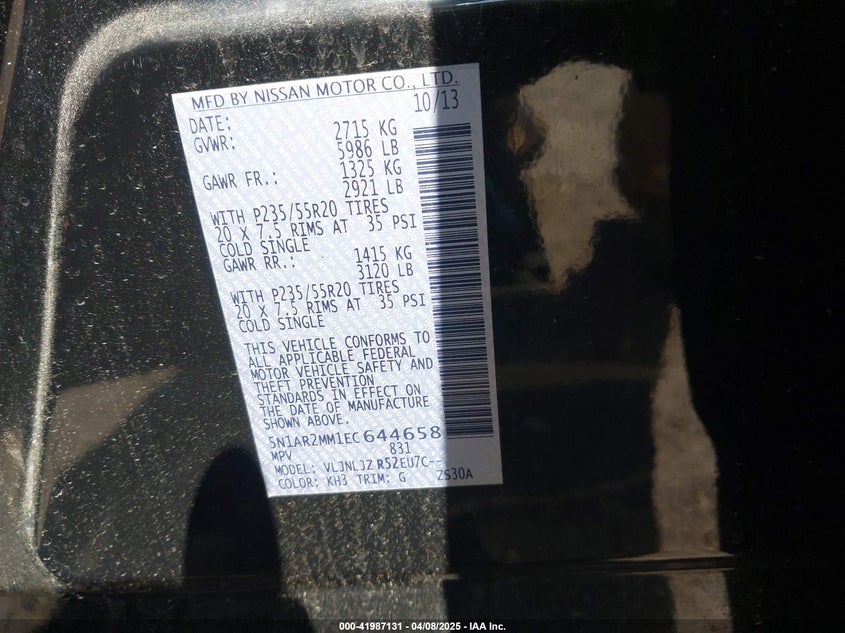 MFD BY NISSAN MOTOR CO., LTD.
DATE: 10/13
GVWR: 2715 KG
5986 LB
GAWR FR.: 1325 KG
2921 LB
WITH P235/55R20 TIRES
20 X 7.5 RIMS AT 35 PSI
COLD SINGLE
GAWR RR.: 1415 KG
3120 LB
WITH P235/55R20 TIRES
20 X 7.5 RIMS AT 35 PSI
COLD SINGLE
THIS VEHICLE CONFORMS TO
ALL APPLICABLE FEDERAL
MOTOR VEHICLE SAFETY AND
THEFT PREVENTION
STANDARDS IN EFFECT ON
THE DATE OF MANUFACTURE
SHOWN ABOVE.
5N1AR2MM1EC644658
MPV 831
MODEL: VLJNLJZ R52EU7C--
COLOR: KH3 TRIM: G ZS30A
000-41987131 - 04/08/2025 - IAA Inc.